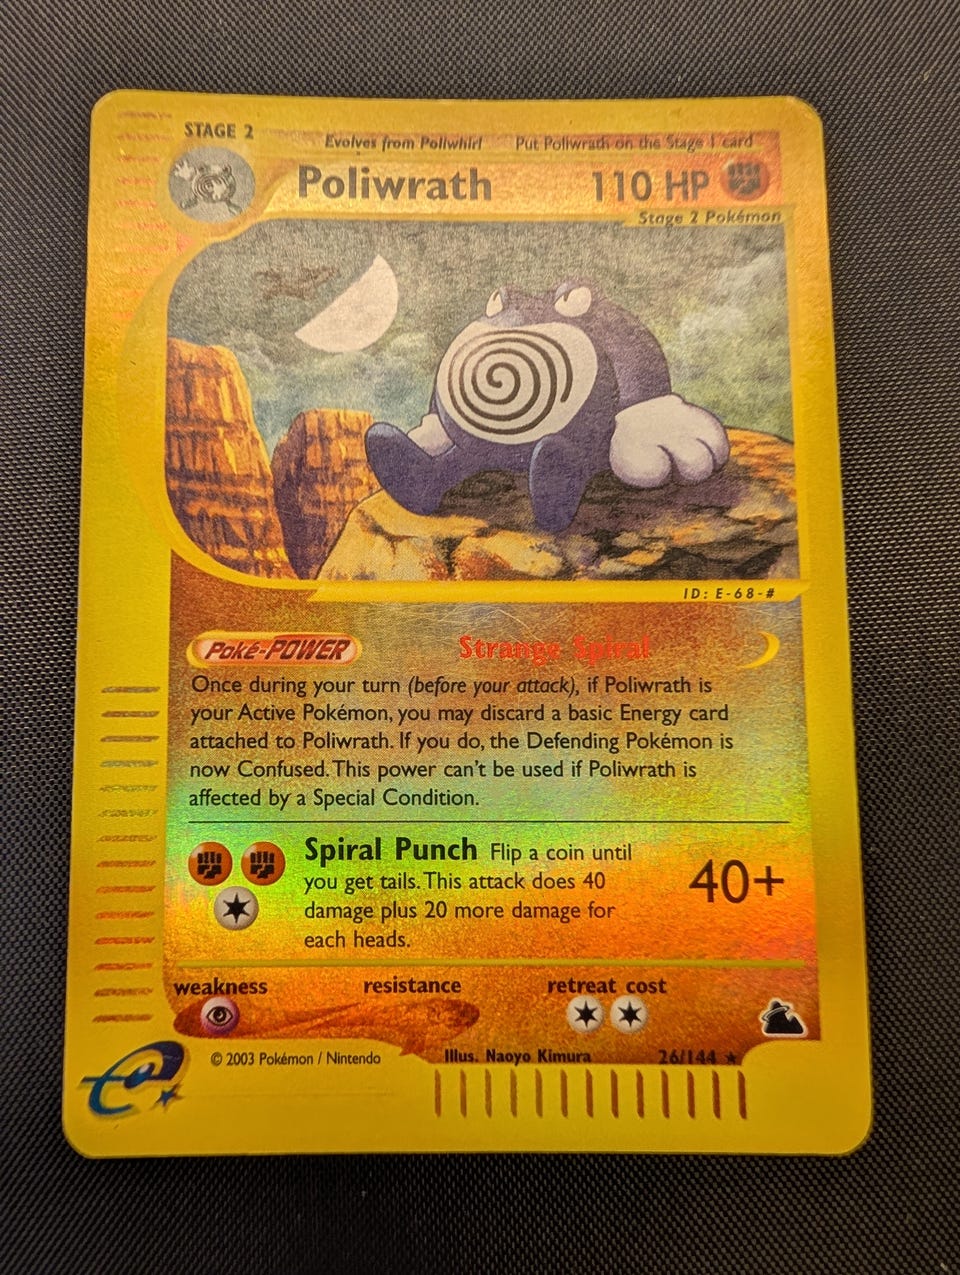 STAGE 2
Evolves from Poliwhirl Put Poliwrath on the Stage 1 card
Poliwrath 110 HP
Stage 2 Pokémon
ID: E-68-#
Poké-POWER Strange Spiral
Once during your turn (before your attack), if Poliwrath is
your Active Pokémon, you may discard a basic Energy card
attached to Poliwrath. If you do, the Defending Pokémon is
now Confused. This power can't be used if Poliwrath is
affected by a Special Condition.
Spiral Punch Flip a coin until
you get tails. This attack does 40
damage plus 20 more damage for
each heads.
40+
weakness resistance retreat cost
© 2003 Pokémon / Nintendo Illus. Naoyo Kimura 26/144 ★
e